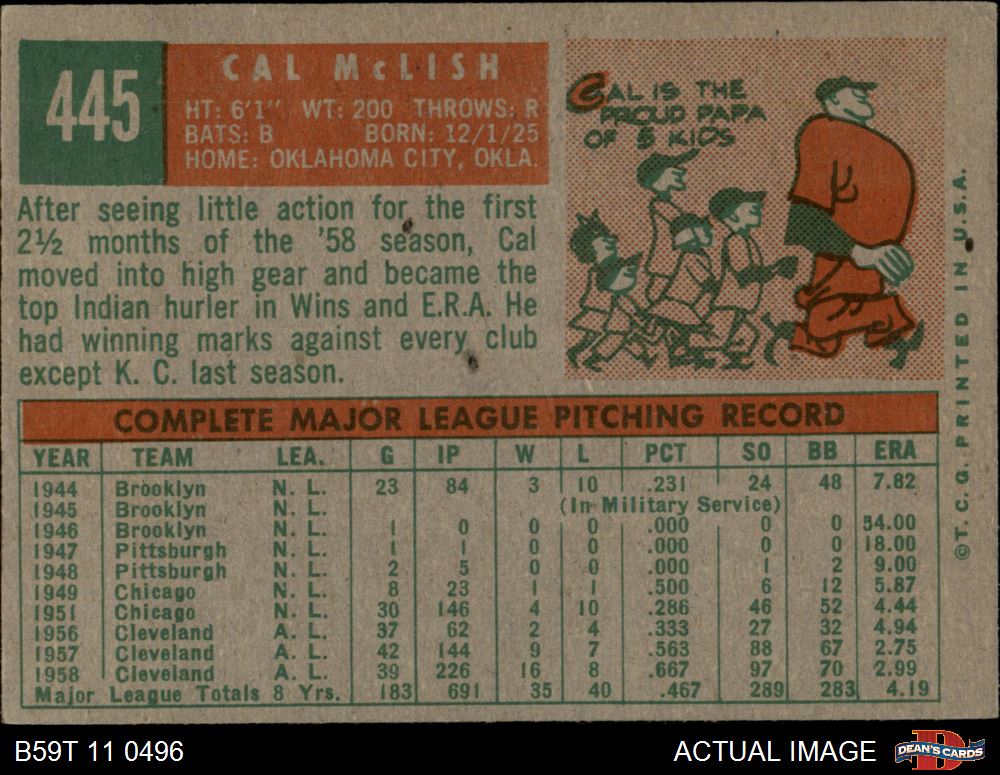 445
CAL McLISH
HT: 6'1" WT: 200 THROWS: R
BATS: B BORN: 12/1/25
HOME: OKLAHOMA CITY, OKLA.
CAL IS THE
PROUD PAPA
OF 5 KIDS
After seeing little action for the first
2½ months of the '58 season, Cal
moved into high gear and became the
top Indian hurler in Wins and E.R.A. He
had winning marks against every club
except K. C. last season.
©T. C. G. PRINTED IN U.S.A.
COMPLETE MAJOR LEAGUE PITCHING RECORD
YEAR TEAM LEA. G IP W L PCT SO BB ERA
1944 Brooklyn N. L. 23 84 3 10 .231 24 48 7.82
1945 Brooklyn N. L. (In Military Service)
1946 Brooklyn N. L. 1 0 0 0 .000 0 0 54.00
1947 Pittsburgh N. L. 1 1 0 0 .000 0 0 18.00
1948 Pittsburgh N. L. 2 5 0 0 .000 1 2 9.00
1949 Chicago N. L. 8 23 1 1 .500 6 12 5.87
1951 Chicago N. L. 30 146 4 10 .286 46 52 4.44
1956 Cleveland A. L. 37 62 2 4 .333 27 32 4.94
1957 Cleveland A. L. 42 144 9 7 .563 88 67 2.75
1958 Cleveland A. L. 39 226 16 8 .667 97 70 2.99
Major League Totals 8 Yrs. 183 691 35 40 .467 289 283 4.19
B59T 11 0496
ACTUAL IMAGE
D
DEAN'S CARDS